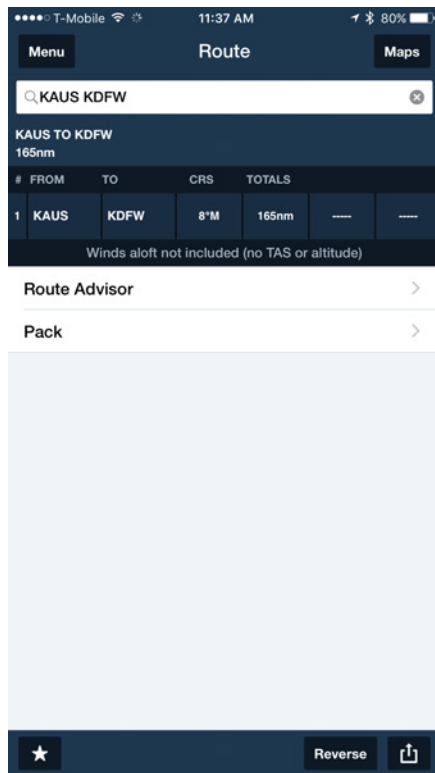 T-Mobile 11:37 AM 80%
Menu Route Maps
KAUS KDFW
KAUS TO KDFW
165nm
# FROM TO CRS TOTALS
1 KAUS KDFW 8°M 165nm ----- -----
Winds aloft not included (no TAS or altitude)
Route Advisor
Pack
Reverse